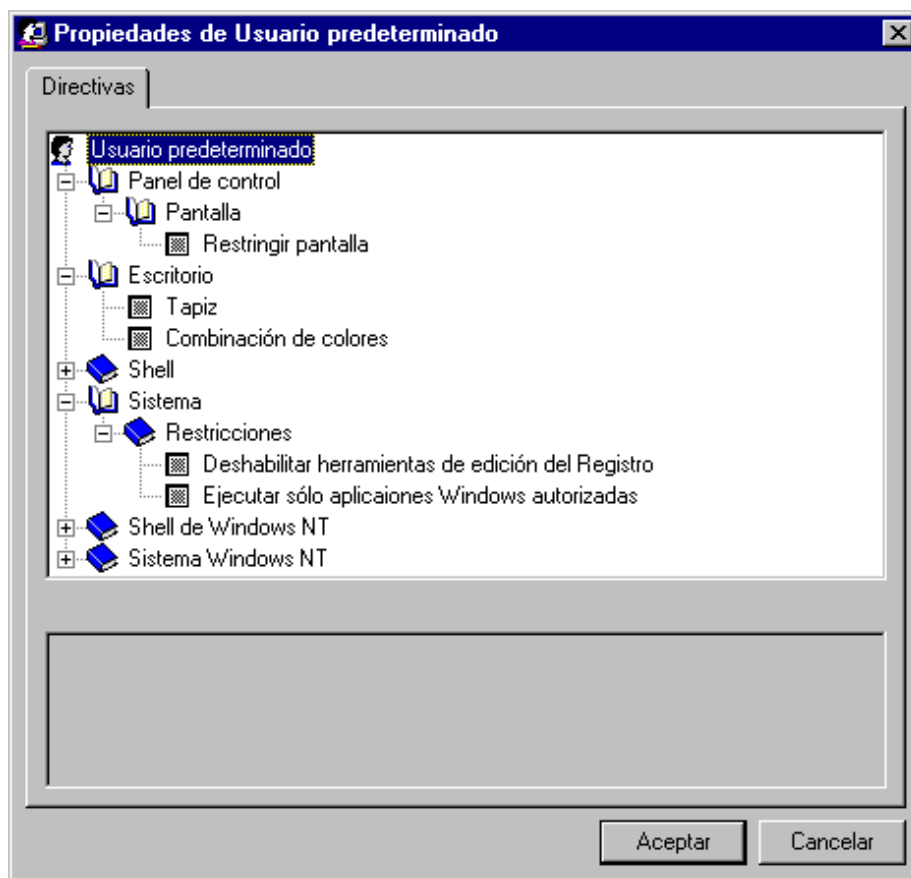 Propiedades de Usuario predeterminado
Directivas
Usuario predeterminado
Panel de control
Pantalla
Restringir pantalla
Escritorio
Tapiz
Combinación de colores
Shell
Sistema
Restricciones
Deshabilitar herramientas de edición del Registro
Ejecutar sólo aplicaiones Windows autorizadas
Shell de Windows NT
Sistema Windows NT
Aceptar Cancelar